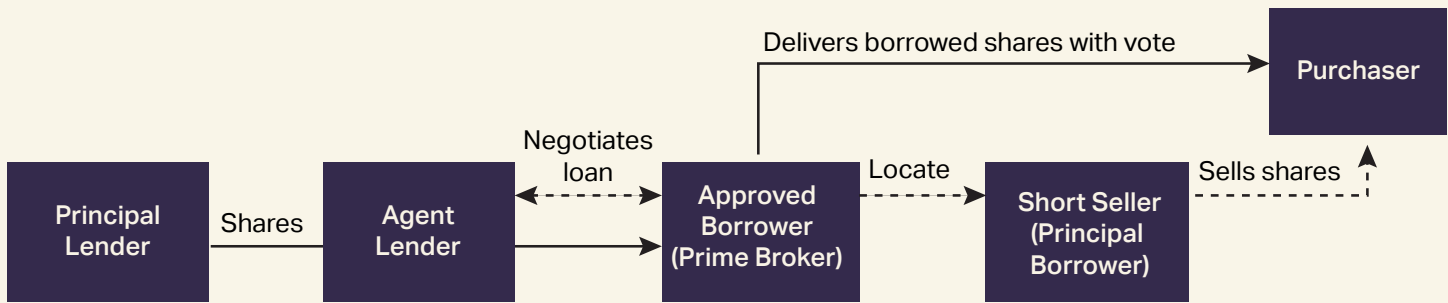 Delivers borrowed shares with vote
Purchaser
Principal
Lender
Shares
Agent
Lender
Negotiates
loan
Approved
Borrower
(Prime Broker)
Locate
Short Seller
(Principal
Borrower)
Sells shares